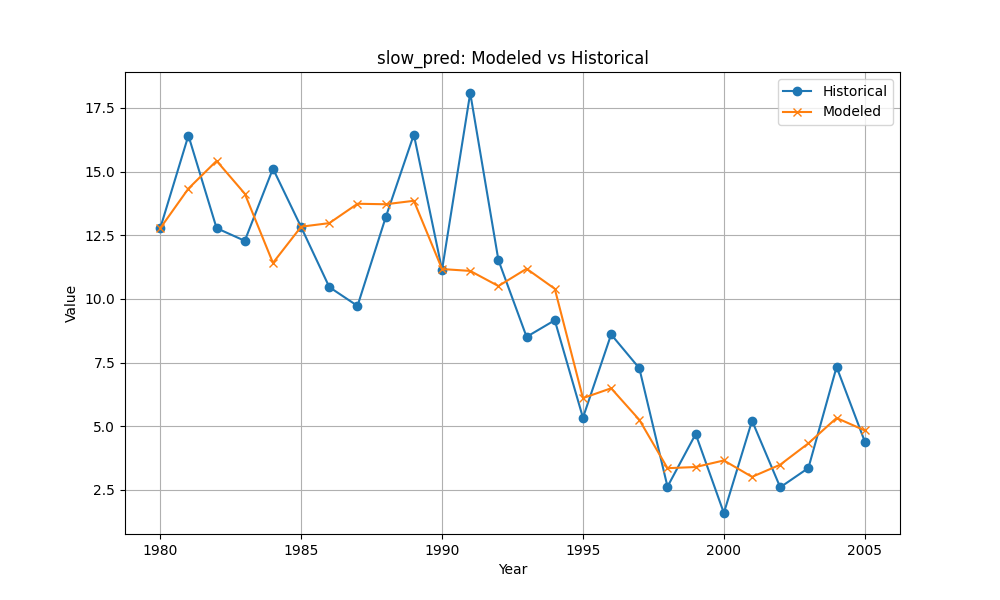 slow_pred: Modeled vs Historical
Historical
Modeled
Value
17.5
15.0
12.5
10.0
7.5
5.0
2.5
1980 1985 1990 1995 2000 2005
Year